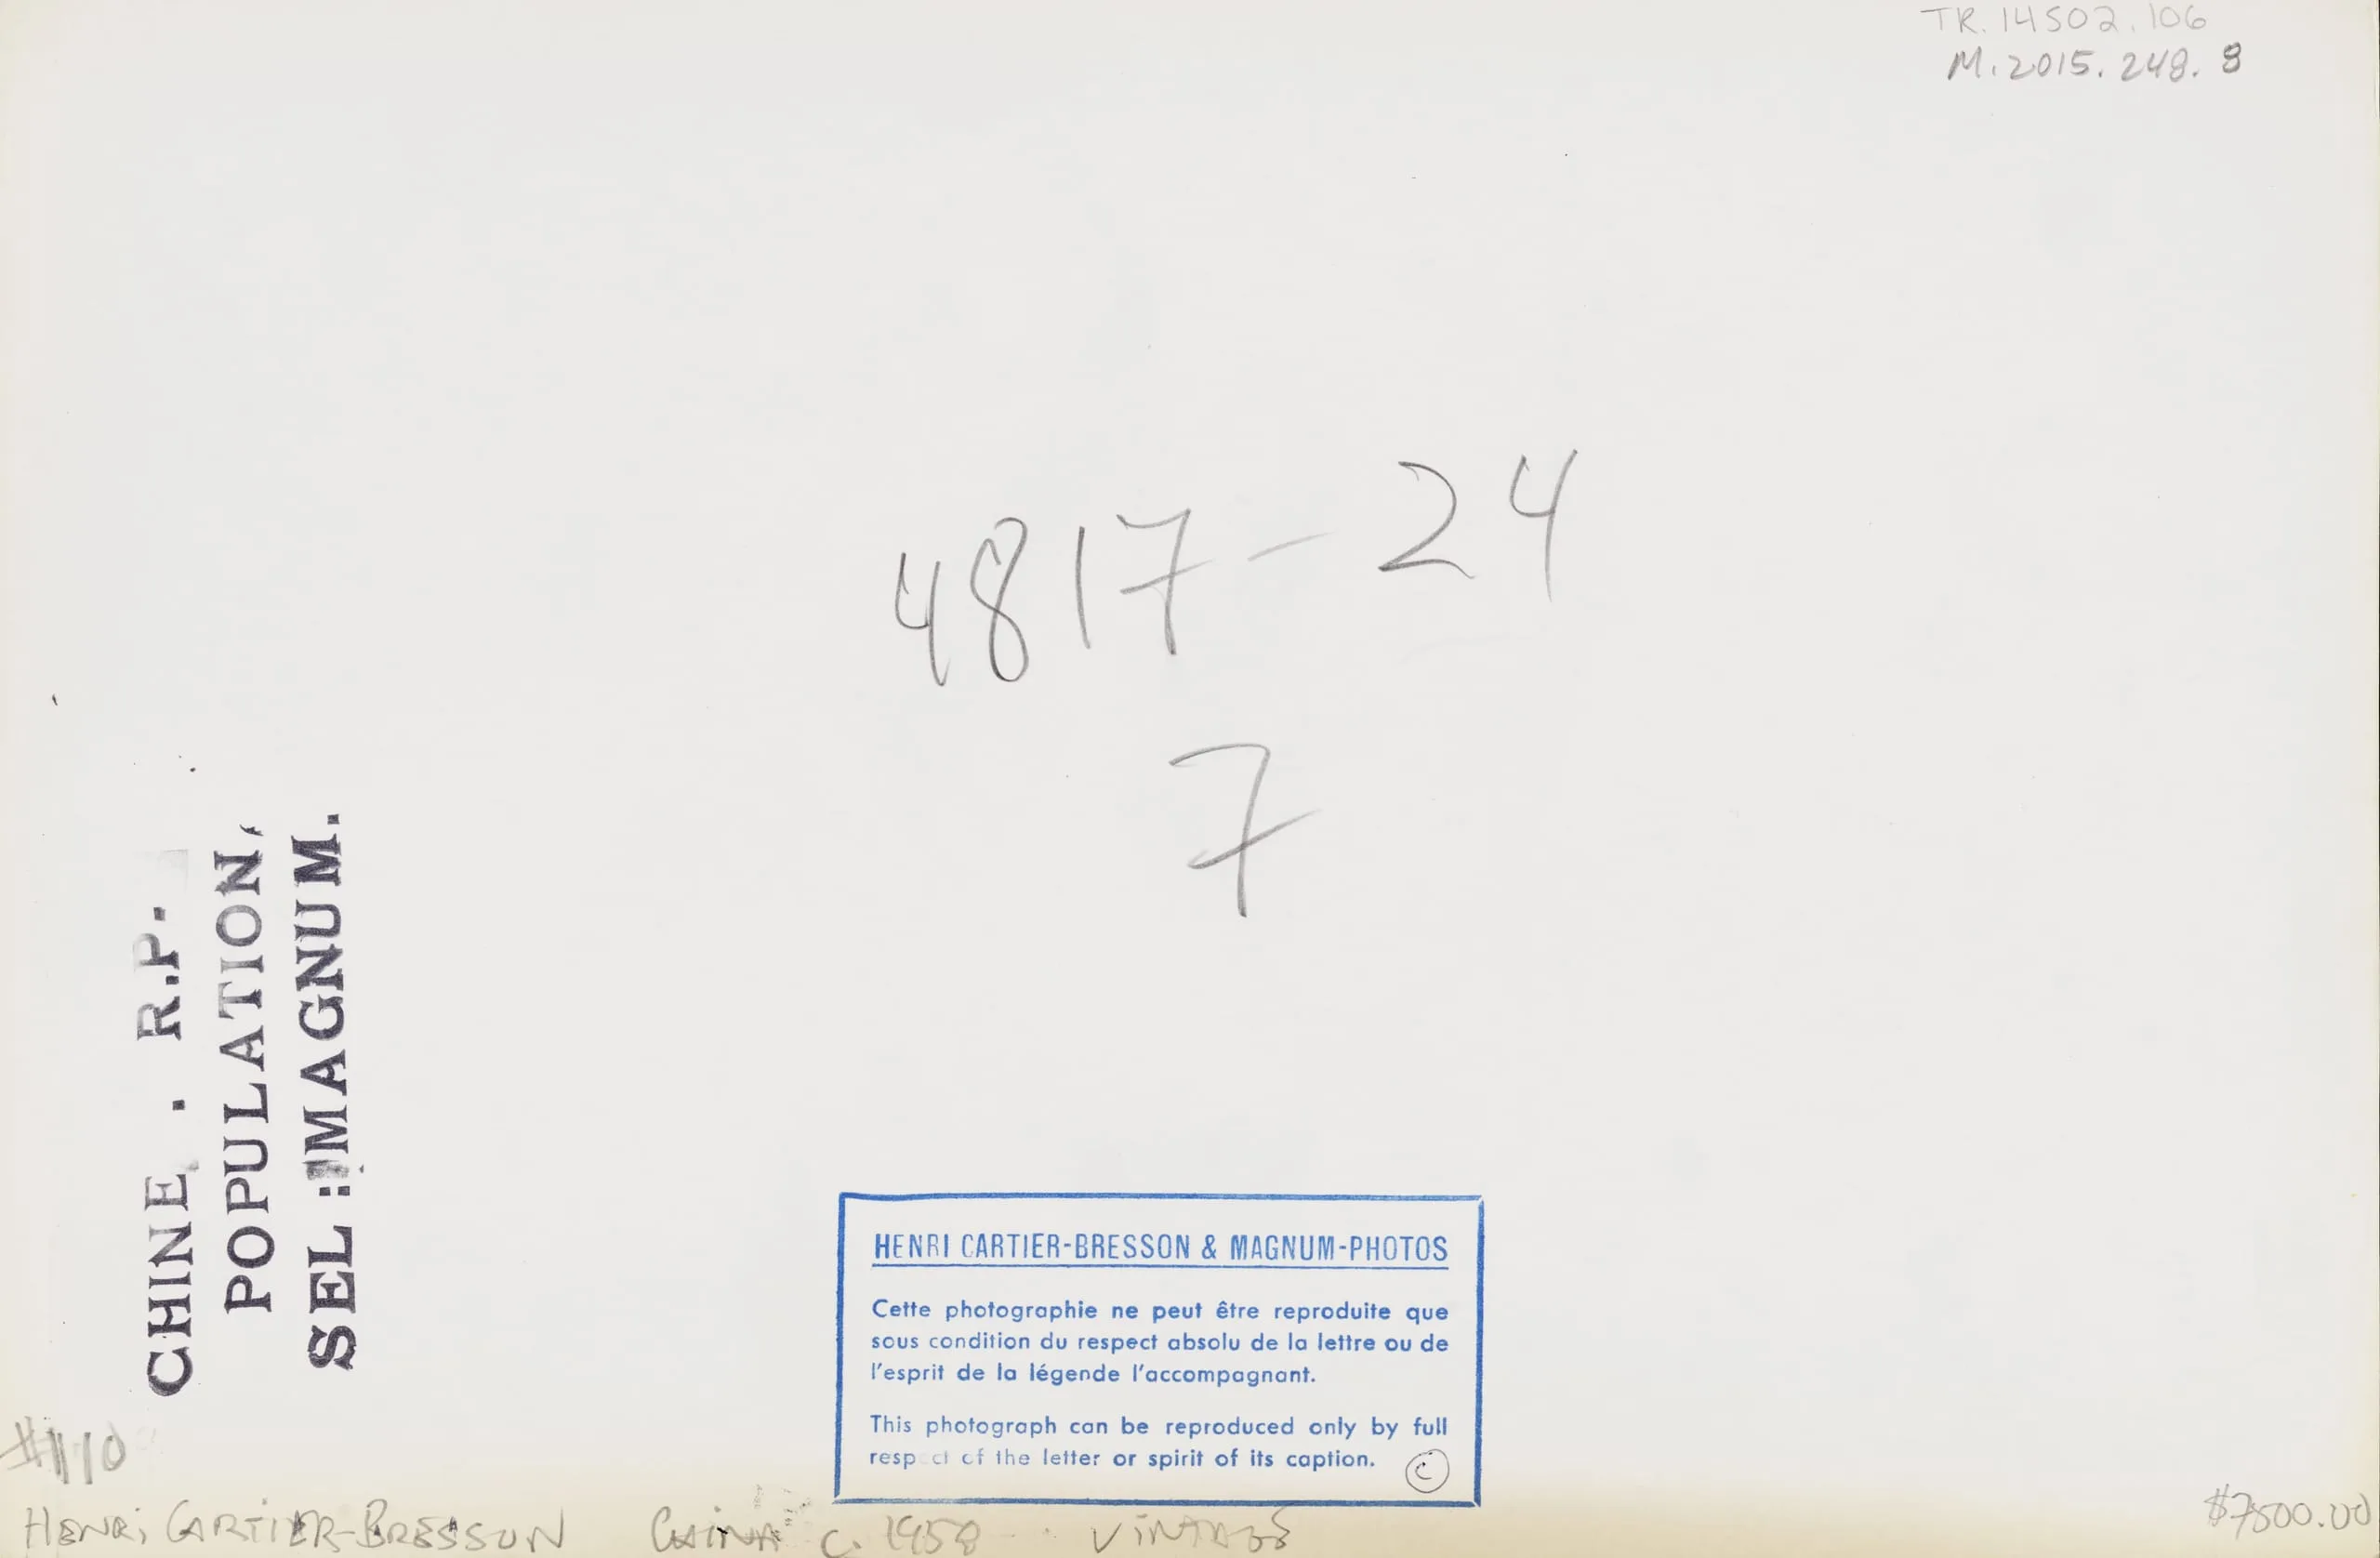 TR. 14502.106
M.2015.248.8
4817-24
7
CHINE . R.P.
POPULATION,
SEL : MAGNUM.
HENRI CARTIER-BRESSON & MAGNUM-PHOTOS
Cette photographie ne peut être reproduite que
sous condition du respect absolu de la lettre ou de
l'esprit de la légende l'accompagnant.
This photograph can be reproduced only by full
respect of the letter or spirit of its caption.
©
#110
HENRi CARTiER-BRESSON CHINA c. 1958 ViNTAGE
$7500.00